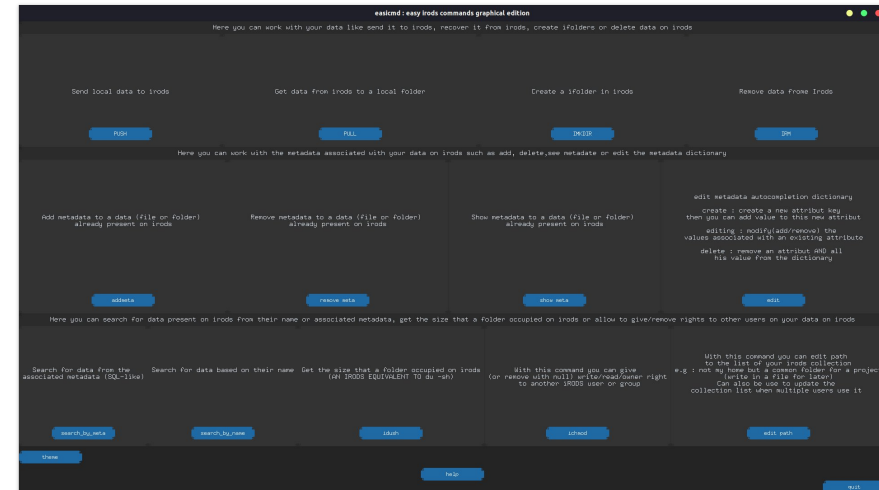 easicmd : easy irods commands graphical edition
Here you can work with your data like send it to irods, recover it from irods, create ifolders or delete data on irods
Send local data to irods
Get data from irods to a local folder
Create a ifolder in irods
Remove data frome Irods
PUSH
PULL
IMKDIR
IRM
Here you can work with the metadata associated with your data on irods such as add, delete,see metadate or edit the metadata dictionary
Add metadata to a data (file or folder)
already present on irods
Remove metadata to a data (file or folder)
already present on irods
Show metadata to a data (file or folder)
already present on irods
edit metadata autocompletion dictionary
create : create a new attribut key
then you can add value to this new attribut
editing : modify(add/remove) the
values associated with an existing attribute
delete : remove an attribut AND all
his value from the dictionary
addmeta
remove meta
show meta
edit
Here you can search for data present on irods from their name or associated metadata, get the size that a folder occupied on irods or allow to give/remove rights to other users on your data on irods
Search for data from the
associated metadata (SQL-like)
Search for data based on their name
Get the size that a folder occupied on irods
(AN IRODS EQUIVALENT TO du -sh)
With this command you can give
(or remove with null) write/read/owner right
to another iRODS user or group
With this command you can edit path
to the list of your irods collection
e.g : not my home but a common folder for a projec
(write in a file for later)
Can also be use to update the
collection list when multiple users use it
search_by_meta
search_by_name
idush
ichmod
edit path
theme
help
quit